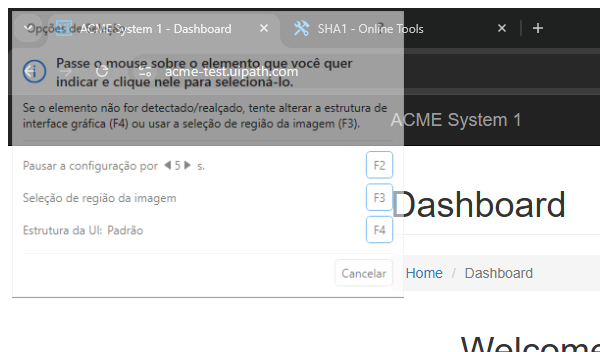 Opções de
ACME System 1 - Dashboard
SHA1 - Online Tools
Passe o mouse sobre o elemento que você quer
indicar e clique nele para selecioná-lo.
acme-test.uipath.com
Se o elemento não for detectado/realçado, tente alterar a estrutura de
interface gráfica (F4) ou usar a seleção de região da imagem (F3).
ACME System 1
Pausar a configuração por 5 s.
F2
Seleção de região da imagem
F3
Dashboard
Estrutura da UI: Padrão
F4
Cancelar
Home / Dashboard
Welcome